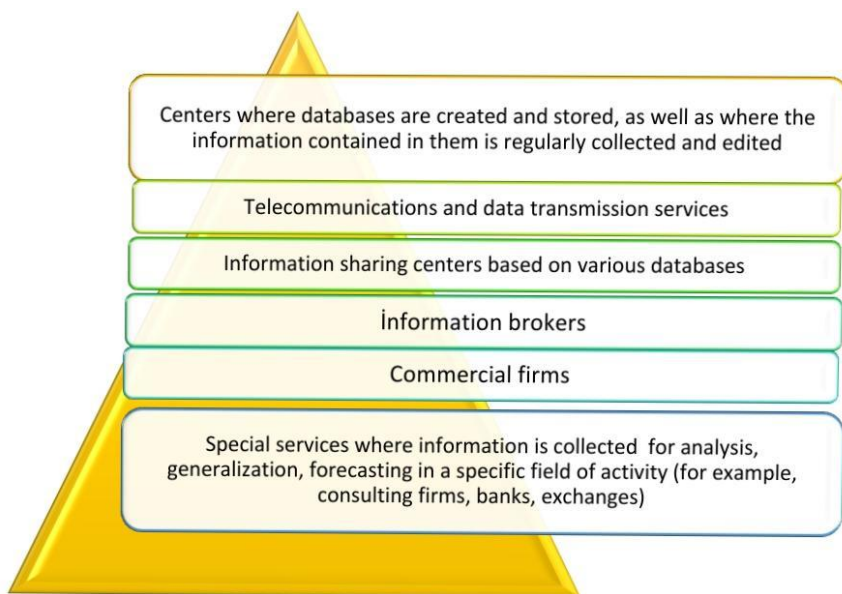 Centers where databases are created and stored, as well as where the
information contained in them is regularly collected and edited
Telecommunications and data transmission services
Information sharing centers based on various databases
İnformation brokers
Commercial firms
Special services where information is collected  for analysis,
generalization, forecasting in a specific field of activity (for example,
consulting firms, banks, exchanges)